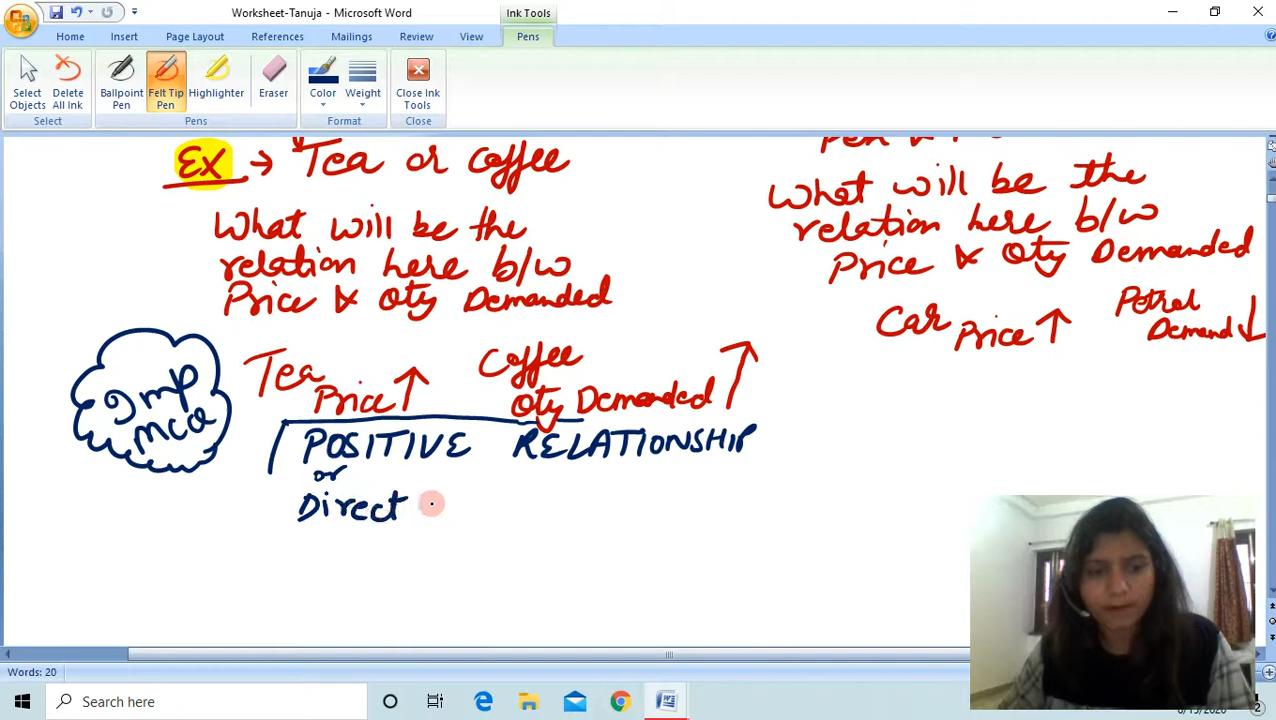 Worksheet-Tanuja - Microsoft Word
Ink Tools
Home Insert Page Layout References Mailings Review View Pens
Select Objects
Delete All Ink
Ballpoint Pen
Felt Tip Pen
Highlighter
Eraser
Color
Weight
Close Ink Tools
Select Pens Format Close
EX → Tea or Coffee
What will be the
relation here b/w
Price & Qty Demanded
Tea Price ↑ Coffee Qty Demanded ↑
Imp
MCQ
POSITIVE RELATIONSHIP
or
Direct
Pen &
What will be the
relation here b/w
Price & Qty Demanded
Car Price ↑ Petrol Demand ↓
Words: 20
Search here
2